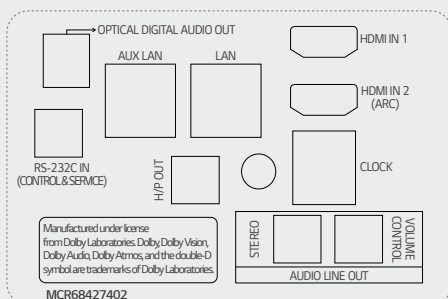 OPTICAL DIGITAL AUDIO OUT
AUX LAN
LAN
HDMI IN 1
HDMI IN 2
(ARC)
RS-232C IN
(CONTROL & SERVICE)
H/P OUT
CLOCK
STEREO
VOLUME
CONTROL
AUDIO LINE OUT
Manufactured under license
from Dolby Laboratories. Dolby, Dolby Vision,
Dolby Audio, Dolby Atmos, and the double-D
symbol are trademarks of Dolby Laboratories.
MCR68427402